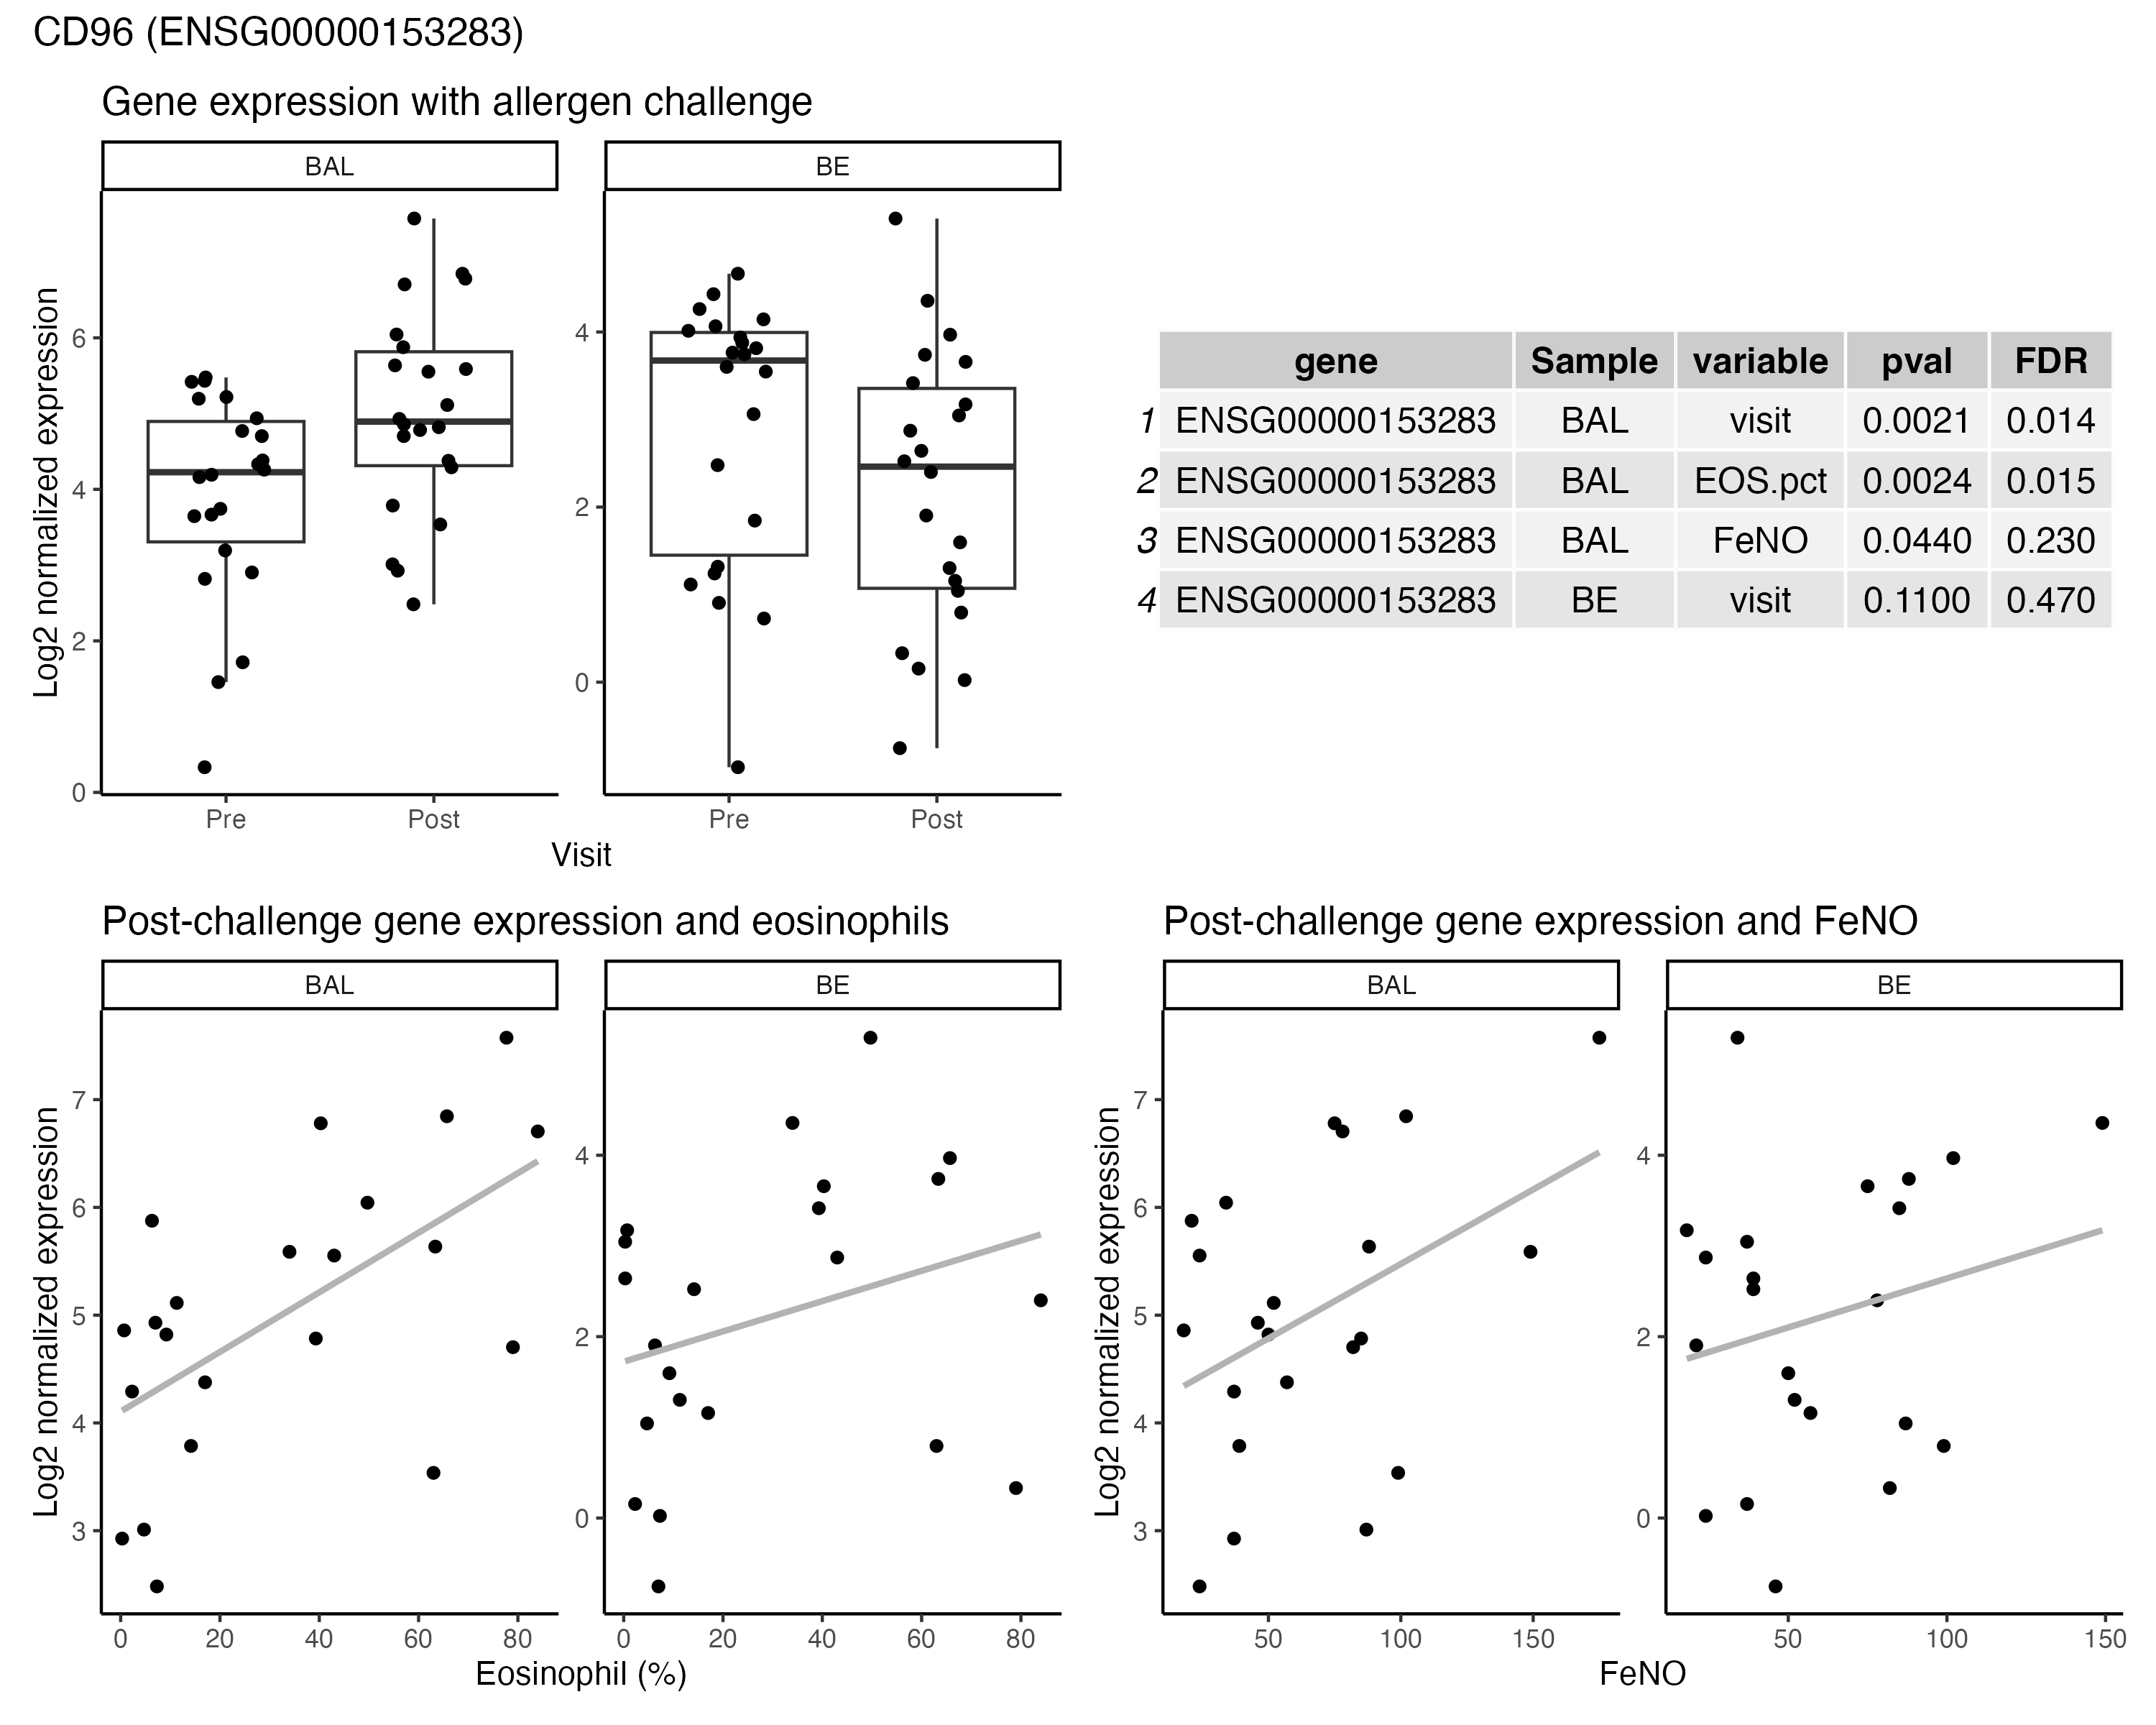 CD96 (ENSG00000153283)
Gene expression with allergen challenge
BAL
BE
Log2 normalized expression
6
4
2
0
4
2
0
Pre
Post
Pre
Post
Visit
gene Sample variable pval FDR
1 ENSG00000153283 BAL visit 0.0021 0.014
2 ENSG00000153283 BAL EOS.pct 0.0024 0.015
3 ENSG00000153283 BAL FeNO 0.0440 0.230
4 ENSG00000153283 BE visit 0.1100 0.470
Post-challenge gene expression and eosinophils
BAL
BE
Log2 normalized expression
7
6
5
4
3
4
2
0
0 20 40 60 80
0 20 40 60 80
Eosinophil (%)
Post-challenge gene expression and FeNO
BAL
BE
Log2 normalized expression
7
6
5
4
3
4
2
0
50 100 150
50 100 150
FeNO